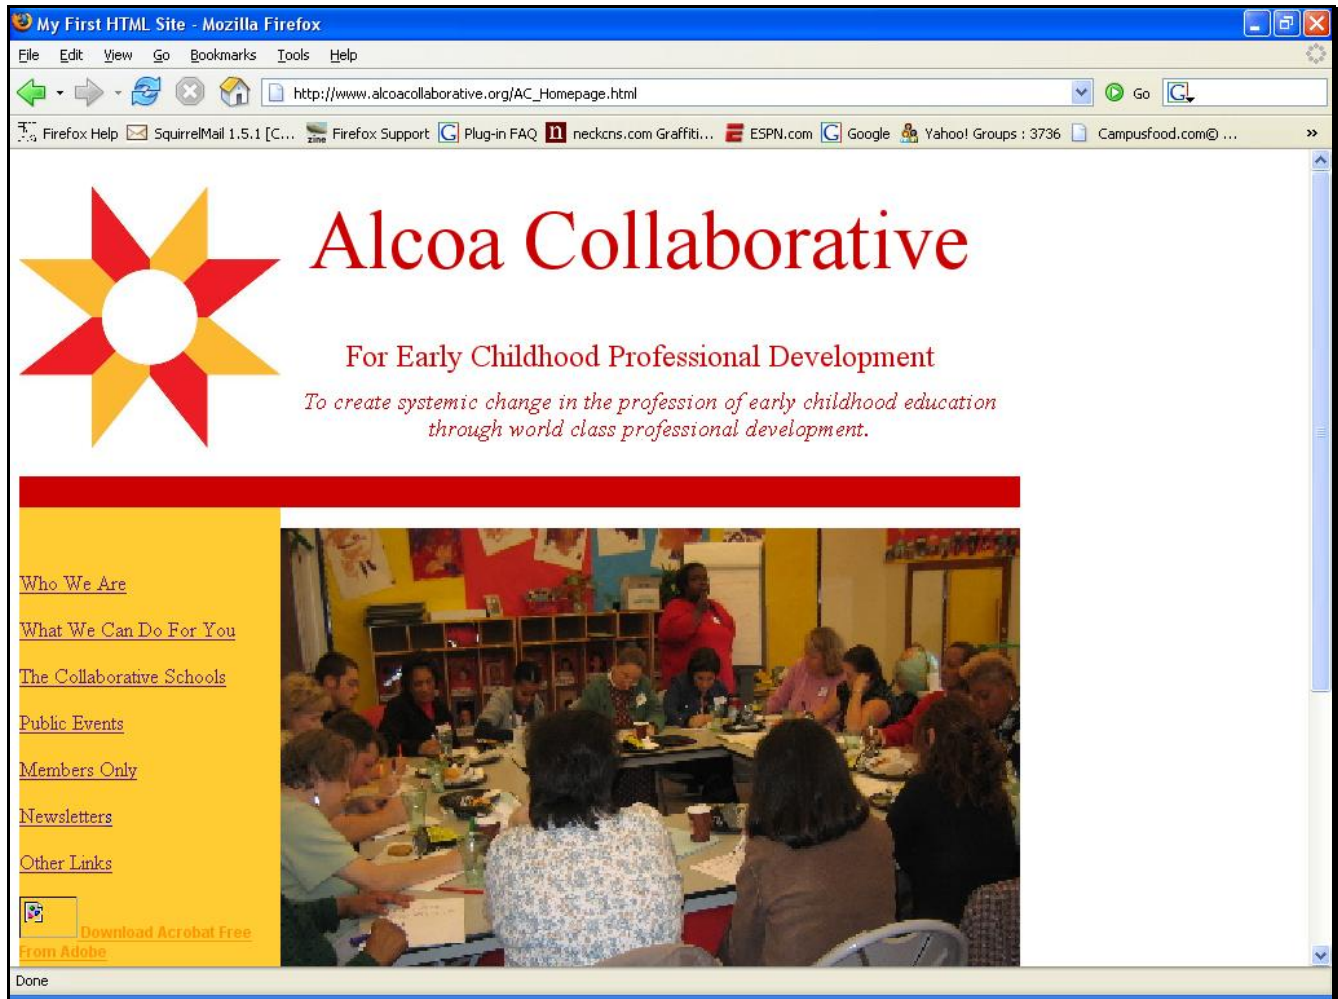 My First HTML Site - Mozilla Firefox
File Edit View Go Bookmarks Tools Help
http://www.alcoacollaborative.org/AC_Homepage.html Go G
Firefox Help SquirrelMail 1.5.1 [C... Firefox Support Plug-in FAQ neckcns.com Graffiti... ESPN.com Google Yahoo! Groups : 3736 Campusfood.com© ... »
Alcoa Collaborative
For Early Childhood Professional Development
To create systemic change in the profession of early childhood education
through world class professional development.
Who We Are
What We Can Do For You
The Collaborative Schools
Public Events
Members Only
Newsletters
Other Links
Download Acrobat Free
From Adobe
Done